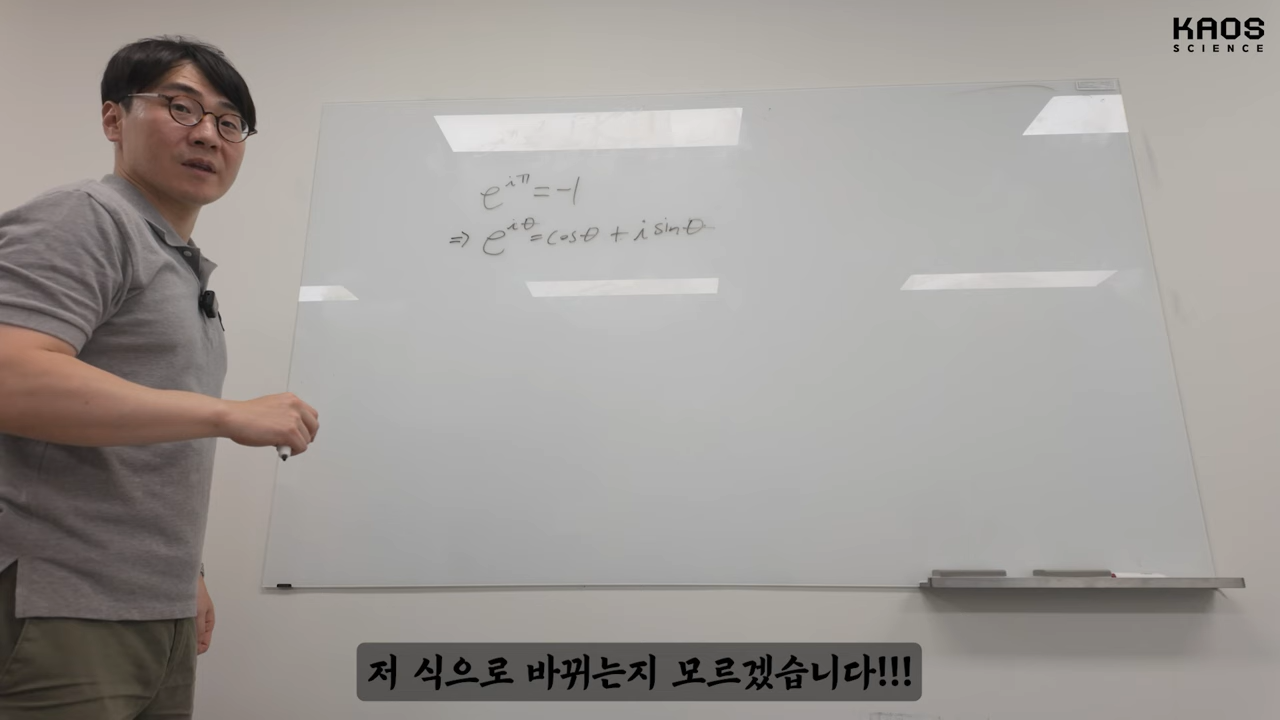 KAOS
SCIENCE
e^{iπ} = -1
⇒ e^{iθ} = cosθ + i sinθ
저 식으로 바뀌는지 모르겠습니다!!!